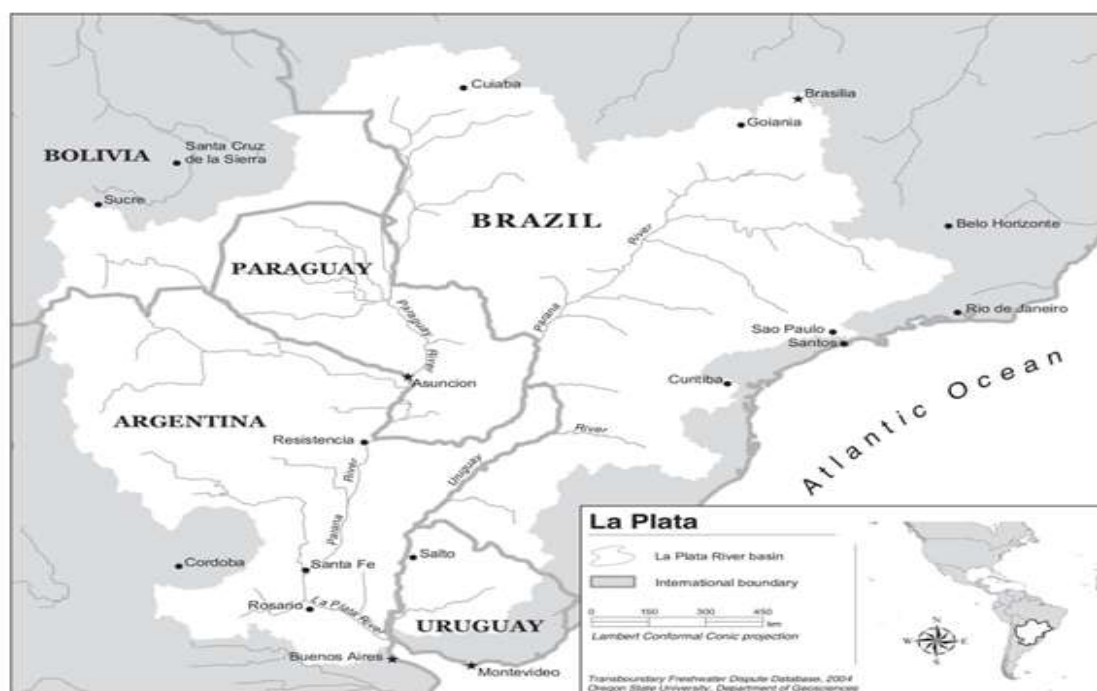 Cuiaba
Brasilia
Goiania
BOLIVIA
Santa Cruz
de la Sierra
Sucre
BRAZIL
Belo Horizonte
PARAGUAY
River
Parana
Paraguay
River
Rio de Janeiro
Sao Paulo
Santos
Asuncion
Curitiba
Atlantic Ocean
ARGENTINA
Resistencia
River
Uruguay
River
Parana
Salto
Cordoba
Santa Fe
Rosario
La Plata River
URUGUAY
Buenos Aires
Montevideo
La Plata
La Plata River basin
International boundary
0 150 300 450
km
Lambert Conformal Conic projection
N
W E
S
Transboundary Freshwater Dispute Database, 2004
Oregon State University, Department of Geosciences